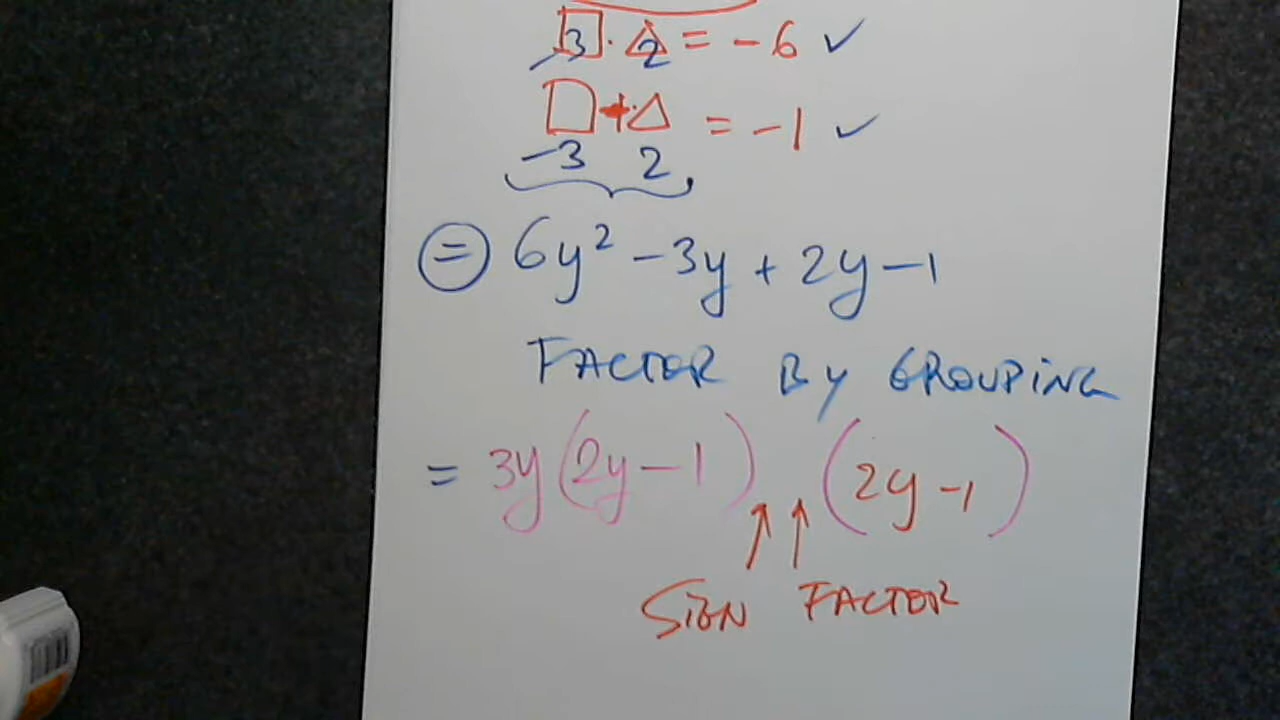 -3 · 2 = -6 ✓
□ + △ = -1 ✓
-3 2
= 6y² - 3y + 2y - 1
FACTOR BY GROUPING
= 3y(2y - 1) (2y - 1)
SIGN FACTOR